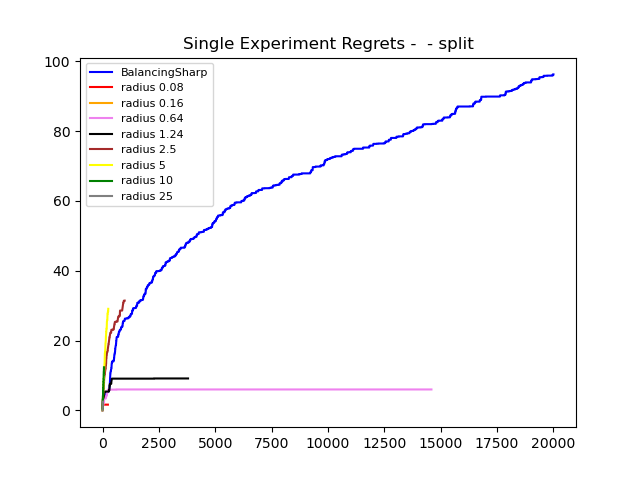 Single Experiment Regrets -  - split
100
80
60
40
20
0
BalancingSharp
radius 0.08
radius 0.16
radius 0.64
radius 1.24
radius 2.5
radius 5
radius 10
radius 25
0 2500 5000 7500 10000 12500 15000 17500 20000